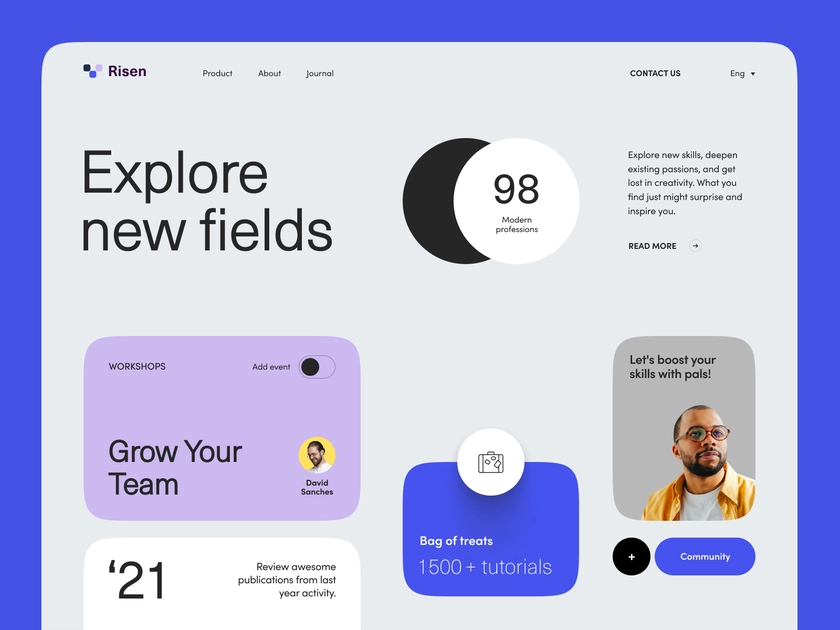 Risen
Product
About
Journal
CONTACT US
Eng
Explore
new fields
98
Modern
professions
Explore new skills, deepen
existing passions, and get
lost in creativity. What you
find just might surprise and
inspire you.
READ MORE
WORKSHOPS
Add event
Grow Your
Team
David
Sanches
Let's boost your
skills with pals!
Bag of treats
1500+ tutorials
+
Community
‘21
Review awesome
publications from last
year activity.